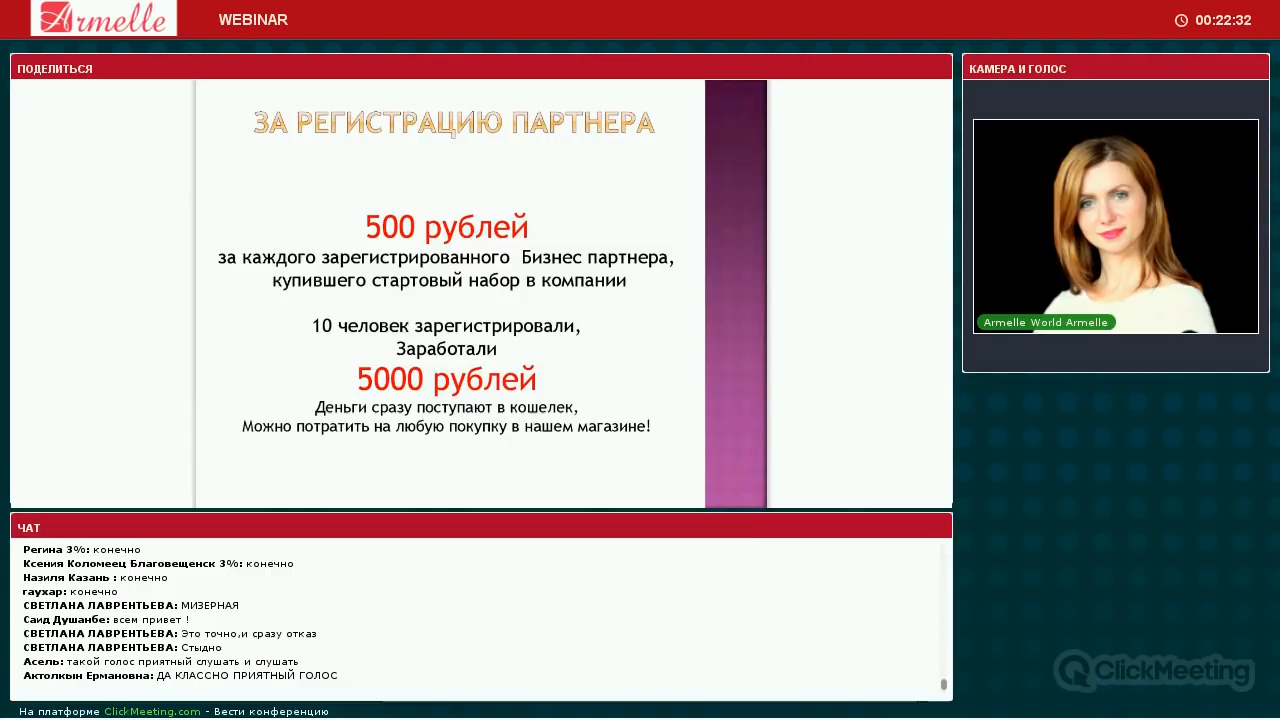 Armelle
WEBINAR
00:22:32
ПОДЕЛИТЬСЯ
ЗА РЕГИСТРАЦИЮ ПАРТНЕРА
500 рублей
за каждого зарегистрированного Бизнес партнера,
купившего стартовый набор в компании
10 человек зарегистрировали,
Заработали
5000 рублей
Деньги сразу поступают в кошелек,
Можно потратить на любую покупку в нашем магазине!
КАМЕРА И ГОЛОС
Armelle World Armelle
ЧАТ
Регина 3%: конечно
Ксения Коломеец Благовещенск 3%: конечно
Назиля Казань : конечно
гаухар: конечно
СВЕТЛАНА ЛАВРЕНТЬЕВА: МИЗЕРНАЯ
Саид Душанбе: всем привет !
СВЕТЛАНА ЛАВРЕНТЬЕВА: Это точно,и сразу отказ
СВЕТЛАНА ЛАВРЕНТЬЕВА: Стыдно
Асель: такой голос приятный слушать и слушать
Актолкын Ермановна: ДА КЛАССНО ПРИЯТНЫЙ ГОЛОС
ClickMeeting
На платформе ClickMeeting.com - Вести конференцию